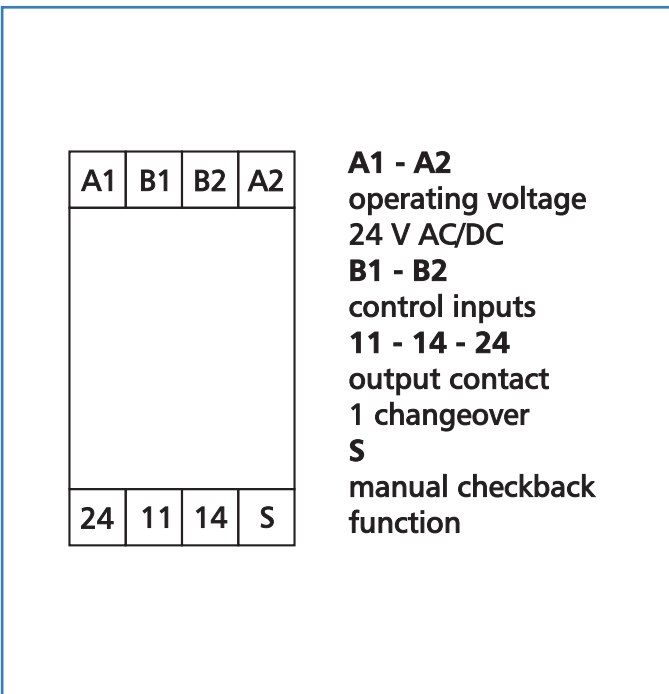 A1 B1 B2 A2
A1 - A2
operating voltage
24 V AC/DC
B1 - B2
control inputs
11 - 14 - 24
output contact
1 changeover
S
manual checkback
function
24 11 14 S